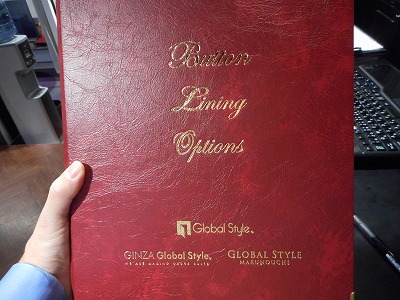 Button
Lining
Options
Global Style.
GINZA Global Style. GLOBAL STYLE
MARUNOUCHI